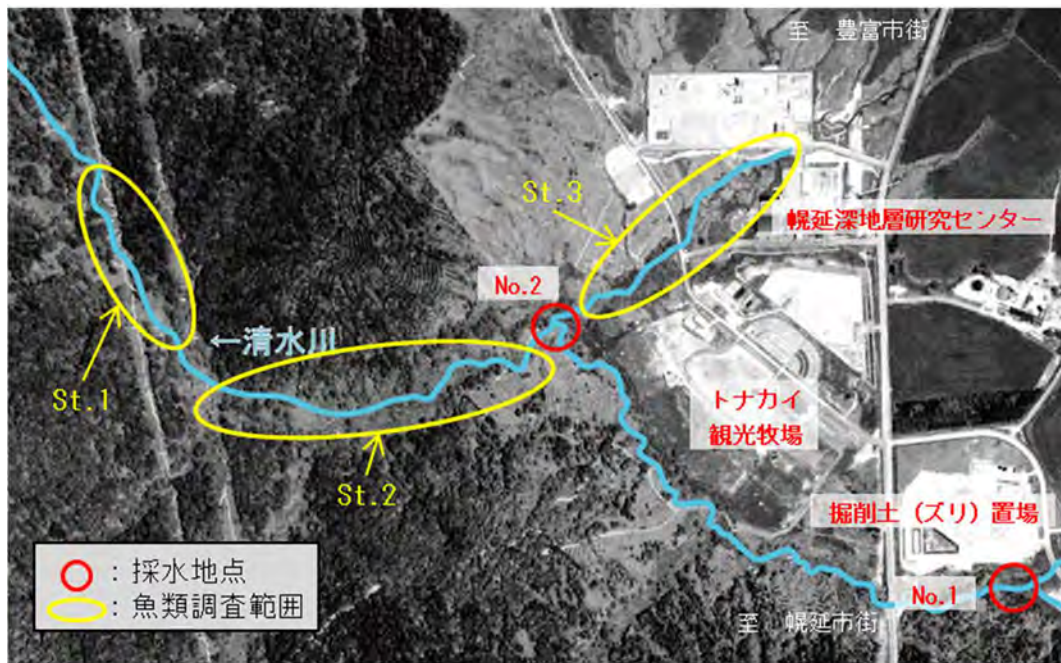 至 豊富市街
St.3
幌延深地層研究センター
No.2
←清水川
St.1
トナカイ
観光牧場
St.2
掘削土（ズリ）置場
○：採水地点
：魚類調査範囲
No.1
至 幌延市街